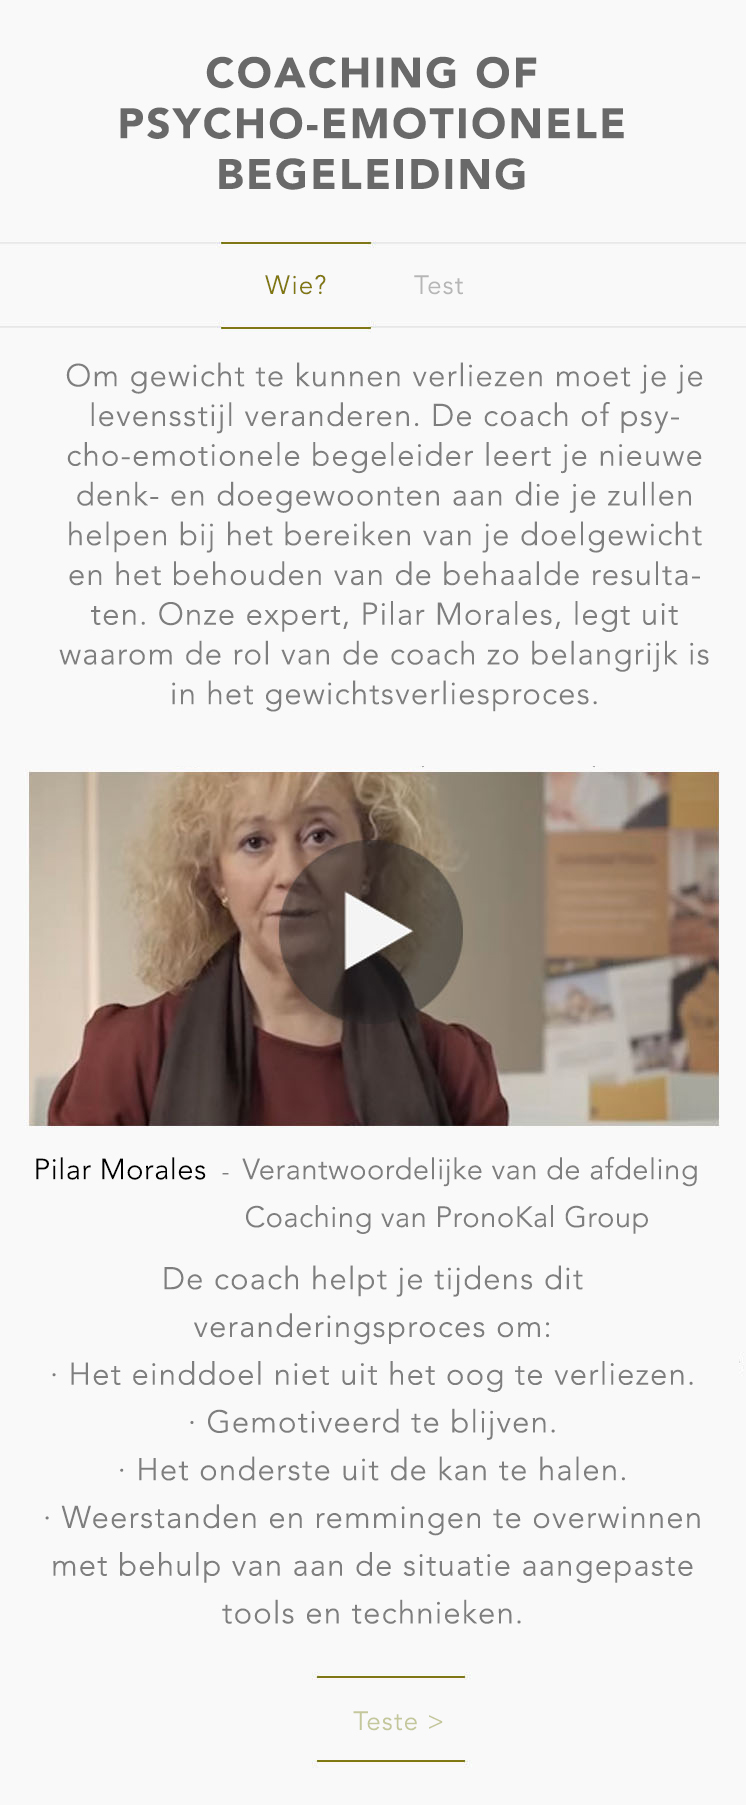 COACHING OF
PSYCHO-EMOTIONELE
BEGELEIDING
Wie?
Test
Om gewicht te kunnen verliezen moet je je
levensstijl veranderen. De coach of psy-
cho-emotionele begeleider leert je nieuwe
denk- en doegewoonten aan die je zullen
helpen bij het bereiken van je doelgewicht
en het behouden van de behaalde resulta-
ten. Onze expert, Pilar Morales, legt uit
waarom de rol van de coach zo belangrijk is
in het gewichtsverliesproces.
Pilar Morales - Verantwoordelijke van de afdeling
Coaching van PronoKal Group
De coach helpt je tijdens dit
veranderingsproces om:
· Het einddoel niet uit het oog te verliezen.
· Gemotiveerd te blijven.
· Het onderste uit de kan te halen.
· Weerstanden en remmingen te overwinnen
met behulp van aan de situatie aangepaste
tools en technieken.
Teste >